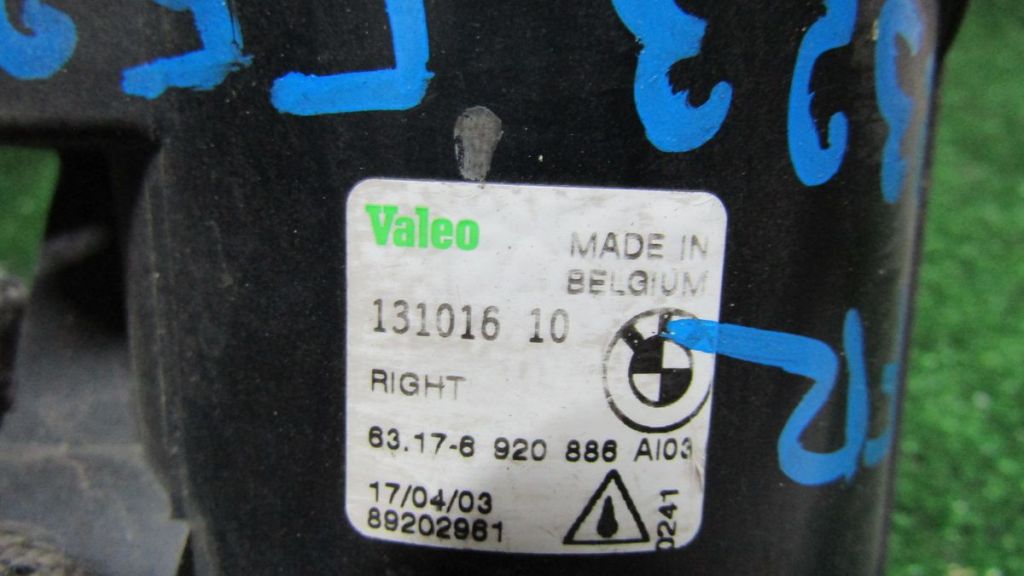 Valeo
MADE IN
BELGIUM
131016 10
RIGHT
63.17-6 920 886 AI03
17/04/03
89202961
0241